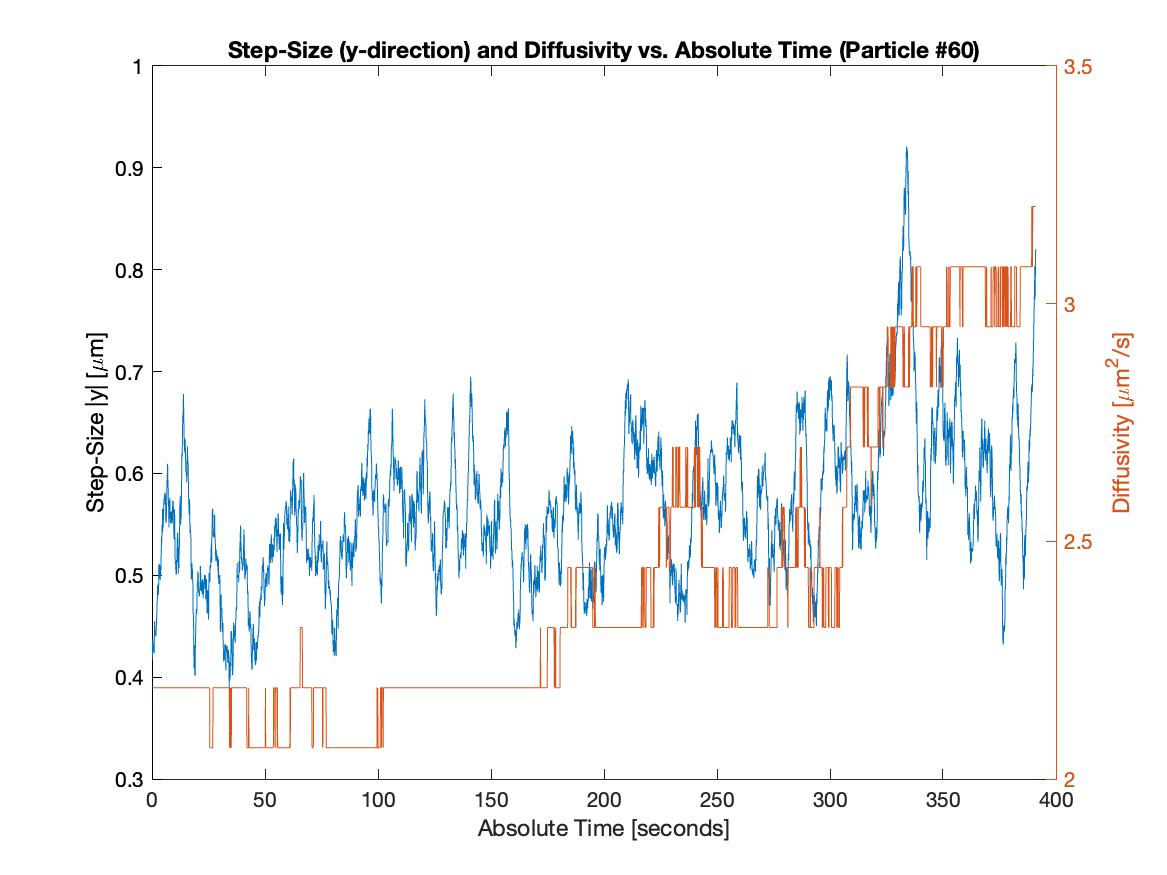 Step-Size (y-direction) and Diffusivity vs. Absolute Time (Particle #60)
1
0.9
0.8
0.7
0.6
0.5
0.4
0.3
Step-Size |y| [μm]
3.5
3
2.5
2
Diffusivity [μm²/s]
0 50 100 150 200 250 300 350 400
Absolute Time [seconds]